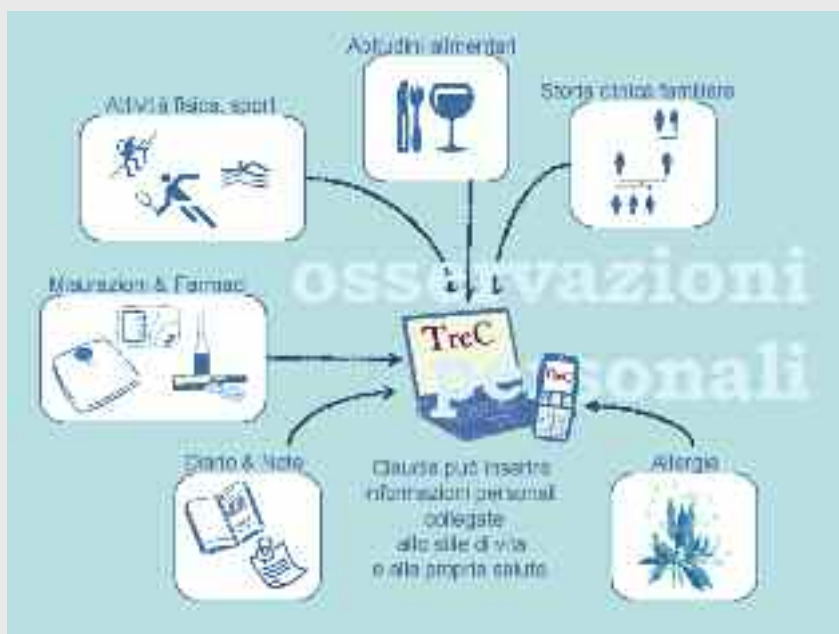 Abitudini alimentari
Attività fisica, sport
Storia clinica familiare
osservazioni
personali
Misurazioni & Farmaci
TreC
TreC
Diario & Note
Allergie
Claudia può inserire
informazioni personali
collegate
allo stile di vita
e alla propria salute